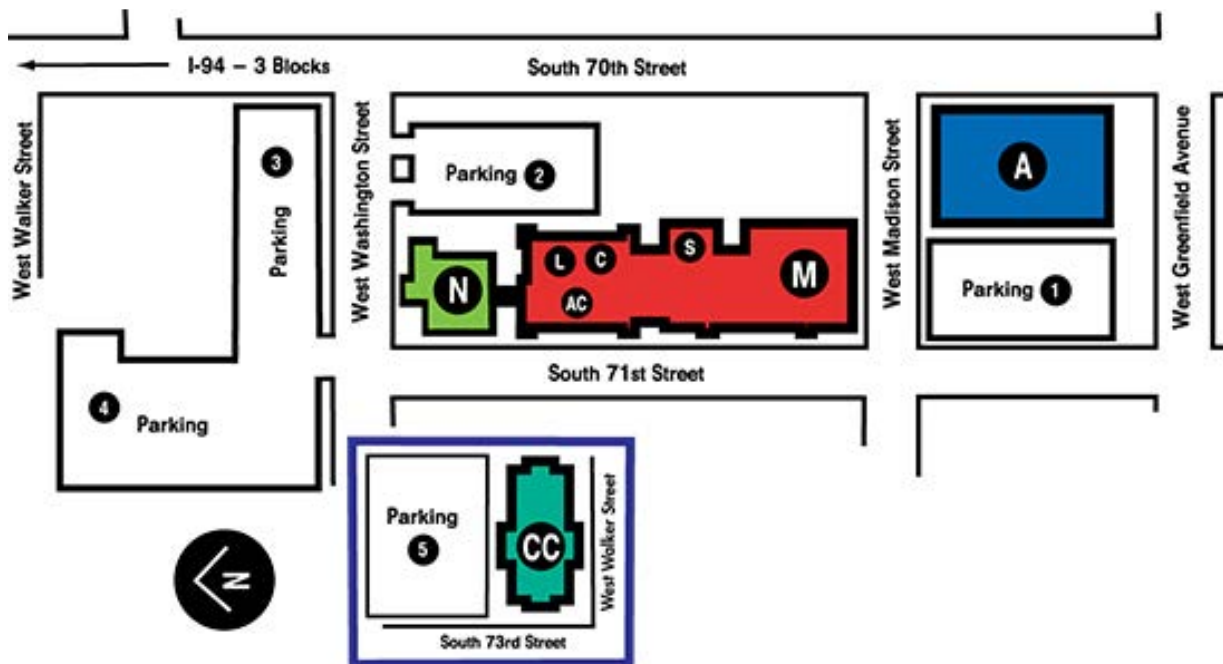 I-94 – 3 Blocks
South 70th Street
West Walker Street
3
Parking
West Washington Street
Parking 2
West Madison Street
A
West Greenfield Avenue
L
C
S
N
AC
M
Parking 1
South 71st Street
4
Parking
Parking
5
CC
West Walker Street
South 73rd Street
N